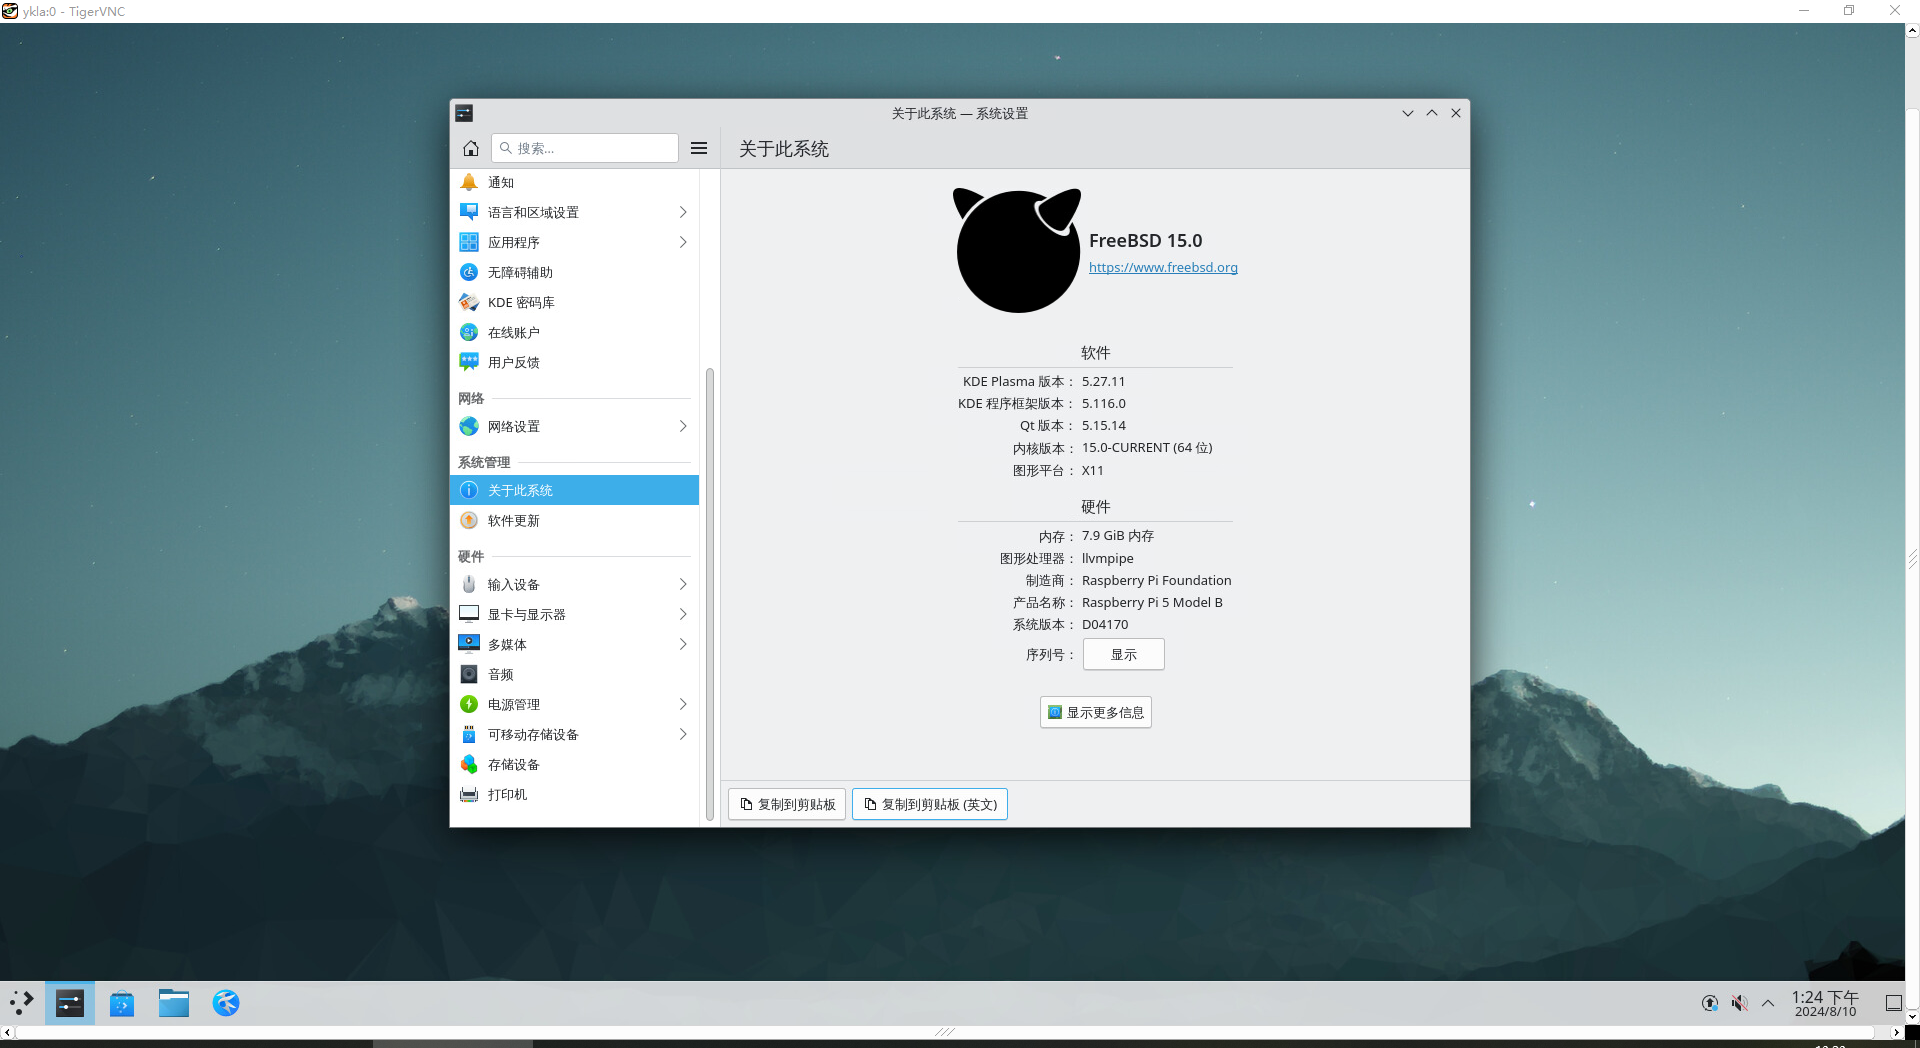 ykla:0 - TigerVNC
关于此系统 — 系统设置
搜索...
关于此系统
通知
语言和区域设置
应用程序
无障碍辅助
KDE 密码库
在线账户
用户反馈
网络
网络设置
系统管理
关于此系统
软件更新
硬件
输入设备
显卡与显示器
多媒体
音频
电源管理
可移动存储设备
存储设备
打印机
FreeBSD 15.0
https://www.freebsd.org
软件
KDE Plasma 版本： 5.27.11
KDE 程序框架版本： 5.116.0
Qt 版本： 5.15.14
内核版本： 15.0-CURRENT (64 位)
图形平台： X11
硬件
内存： 7.9 GiB 内存
图形处理器： llvmpipe
制造商： Raspberry Pi Foundation
产品名称： Raspberry Pi 5 Model B
系统版本： D04170
序列号： 显示
显示更多信息
复制到剪贴板
复制到剪贴板 (英文)
1:24 下午
2024/8/10